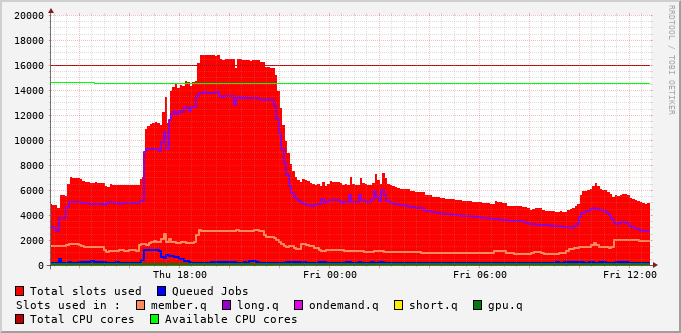 RRDTOOL / TOBI OETIKER
20000
18000
16000
14000
12000
10000
8000
6000
4000
2000
0
Thu 18:00 Fri 00:00 Fri 06:00 Fri 12:00
Total slots used Queued Jobs
Slots used in : member.q long.q ondemand.q short.q gpu.q
Total CPU cores Available CPU cores